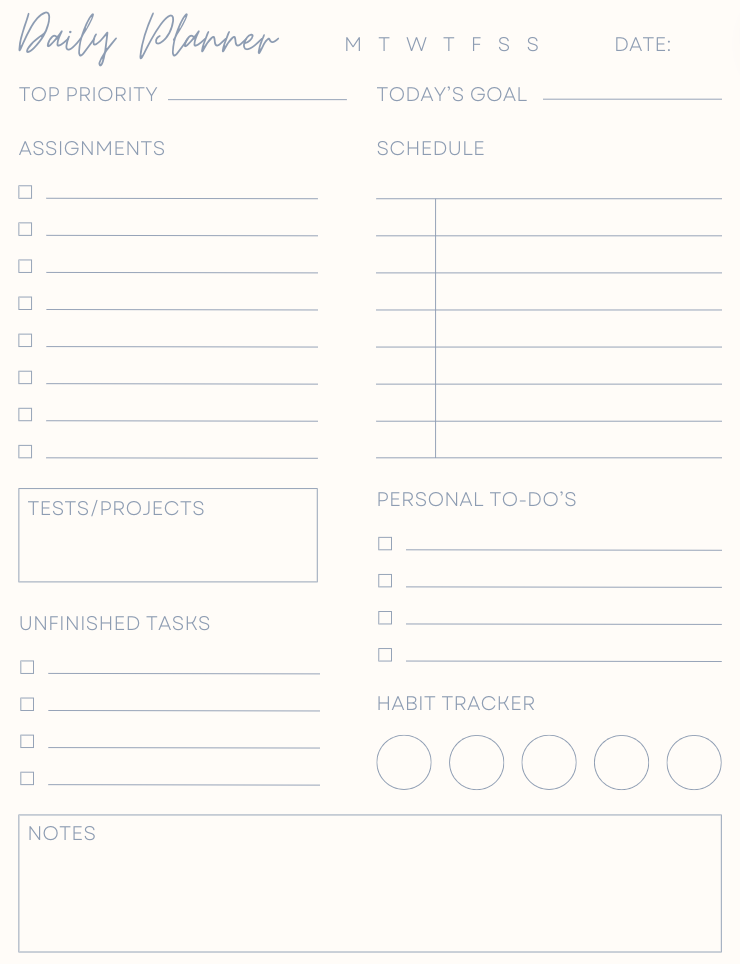 Daily Planner
M T W T F S S
DATE:
TOP PRIORITY
TODAY'S GOAL
ASSIGNMENTS
SCHEDULE
TESTS/PROJECTS
PERSONAL TO-DO'S
UNFINISHED TASKS
HABIT TRACKER
NOTES